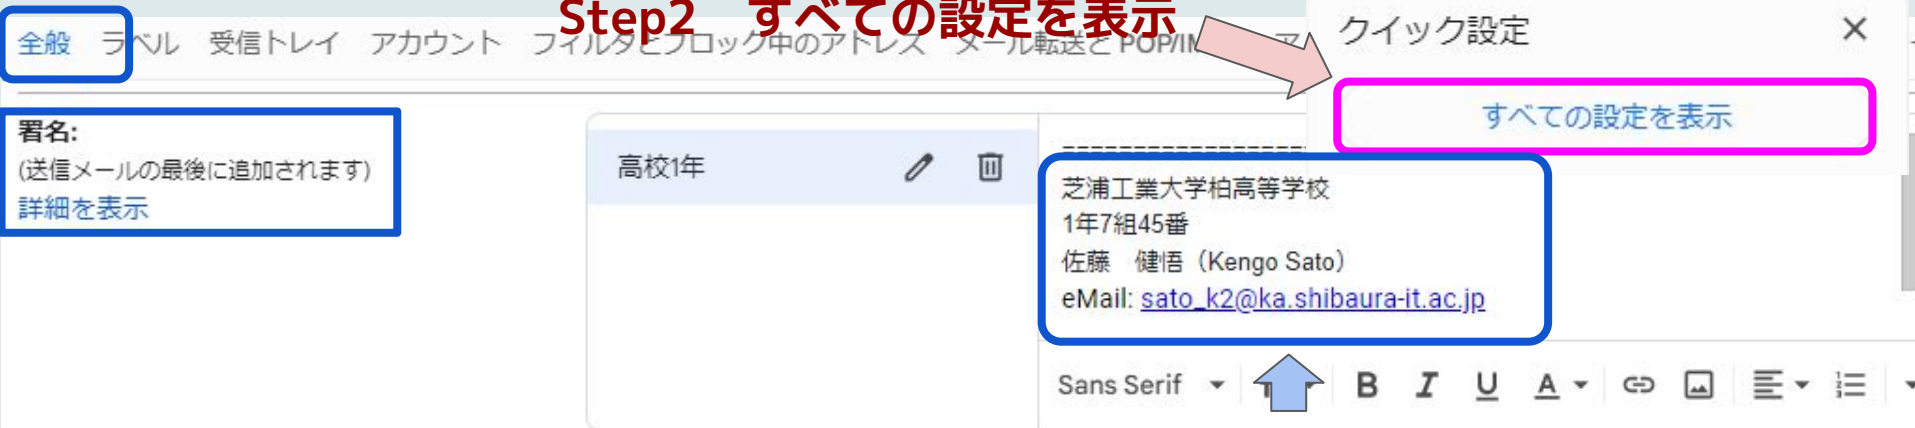 Step2 すべての設定を表示
全般 ラベル 受信トレイ アカウント フィルタとブロック中のアドレス メール転送と POP/IM
クイック設定
すべての設定を表示
署名:
(送信メールの最後に追加されます)
詳細を表示
高校1年
芝浦工業大学柏高等学校
1年7組45番
佐藤 健悟（Kengo Sato）
eMail: sato_k2@ka.shibaura-it.ac.jp
Sans Serif B I U A